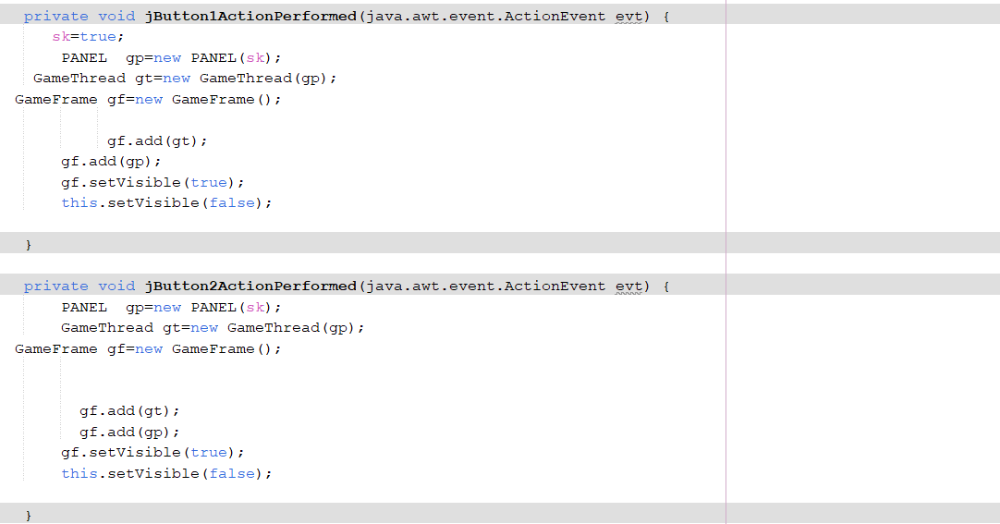 private void jButton1ActionPerformed(java.awt.event.ActionEvent evt) {
sk=true;
PANEL  gp=new PANEL(sk);
GameThread gt=new GameThread(gp);
GameFrame gf=new GameFrame();
gf.add(gt);
gf.add(gp);
gf.setVisible(true);
this.setVisible(false);
}
private void jButton2ActionPerformed(java.awt.event.ActionEvent evt) {
PANEL  gp=new PANEL(sk);
GameThread gt=new GameThread(gp);
GameFrame gf=new GameFrame();
gf.add(gt);
gf.add(gp);
gf.setVisible(true);
this.setVisible(false);
}